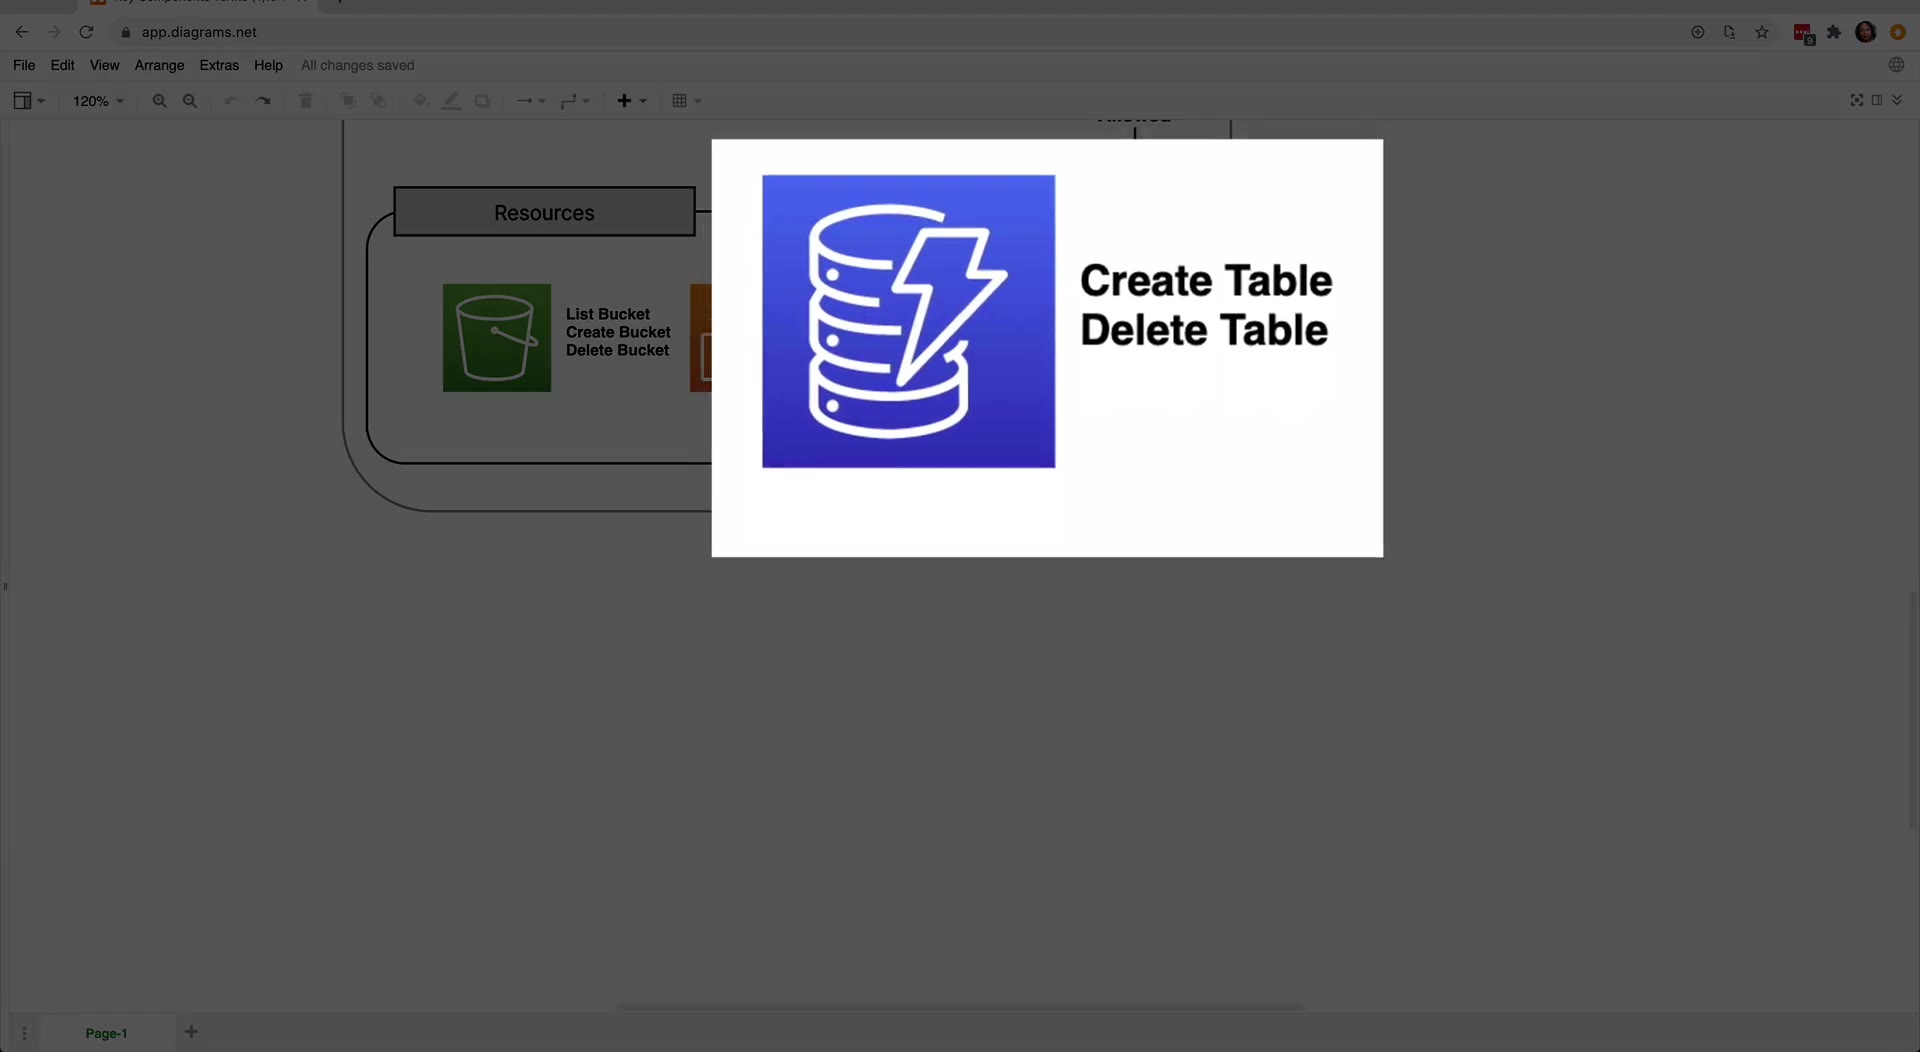 app.diagrams.net
9
File Edit View Arrange Extras Help All changes saved
120%
Resources
List Bucket
Create Bucket
Delete Bucket
Create Table
Delete Table
Page-1